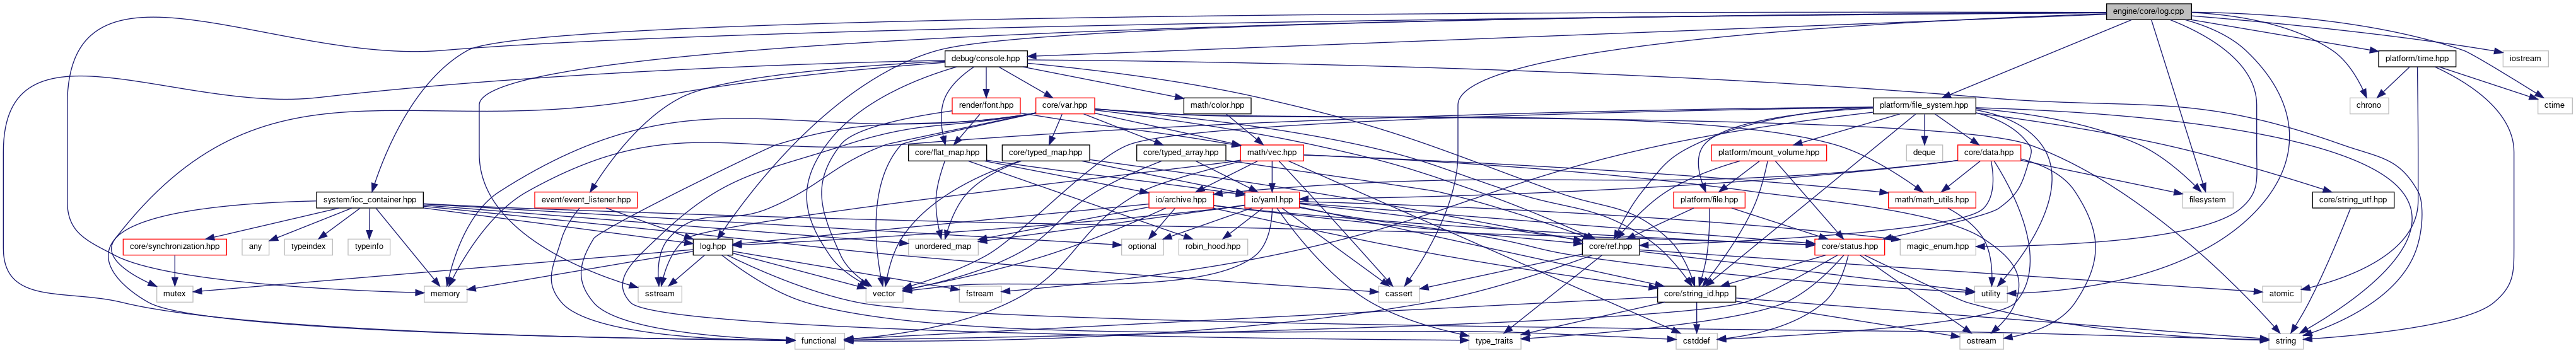 engine/core/log.cpp
debug/console.hpp
platform/time.hpp
iostream
render/font.hpp
core/var.hpp
math/color.hpp
platform/file_system.hpp
chrono
ctime
core/flat_map.hpp
core/typed_map.hpp
core/typed_array.hpp
math/vec.hpp
platform/mount_volume.hpp
deque
core/data.hpp
system/ioc_container.hpp
event/event_listener.hpp
io/archive.hpp
io/yaml.hpp
platform/file.hpp
math/math_utils.hpp
filesystem
core/string_utf.hpp
core/synchronization.hpp
any
typeindex
typeinfo
log.hpp
unordered_map
optional
robin_hood.hpp
core/ref.hpp
core/status.hpp
magic_enum.hpp
mutex
memory
sstream
vector
fstream
cassert
core/string_id.hpp
utility
atomic
functional
type_traits
cstddef
ostream
string